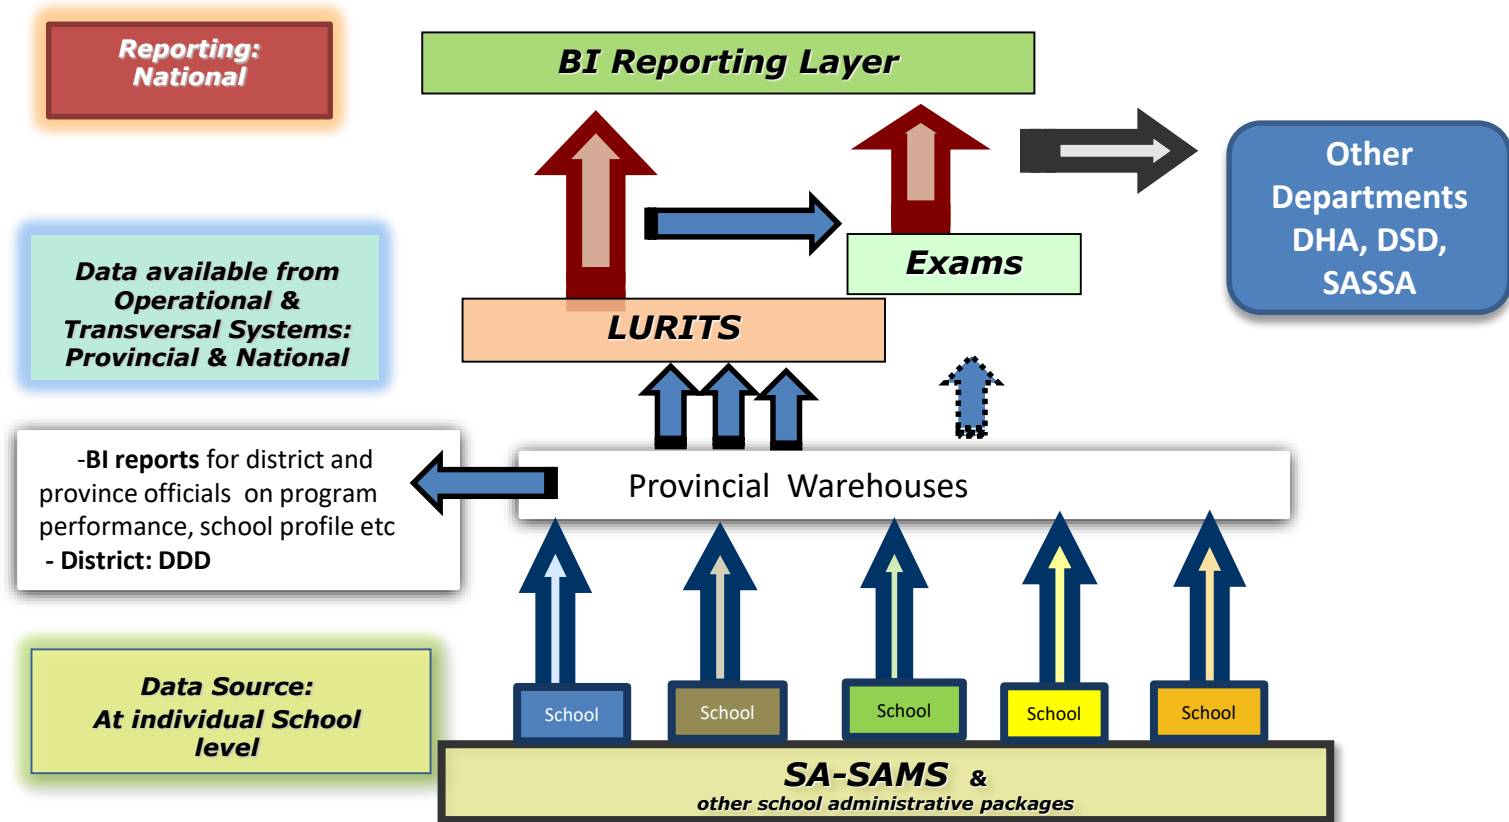 Reporting:
National
BI Reporting Layer
Other
Departments
DHA, DSD,
SASSA
Data available from
Operational &
Transversal Systems:
Provincial & National
Exams
LURITS
-BI reports for district and
province officials on program
performance, school profile etc
- District: DDD
Provincial Warehouses
Data Source:
At individual School
level
School
School
School
School
School
SA-SAMS &
other school administrative packages